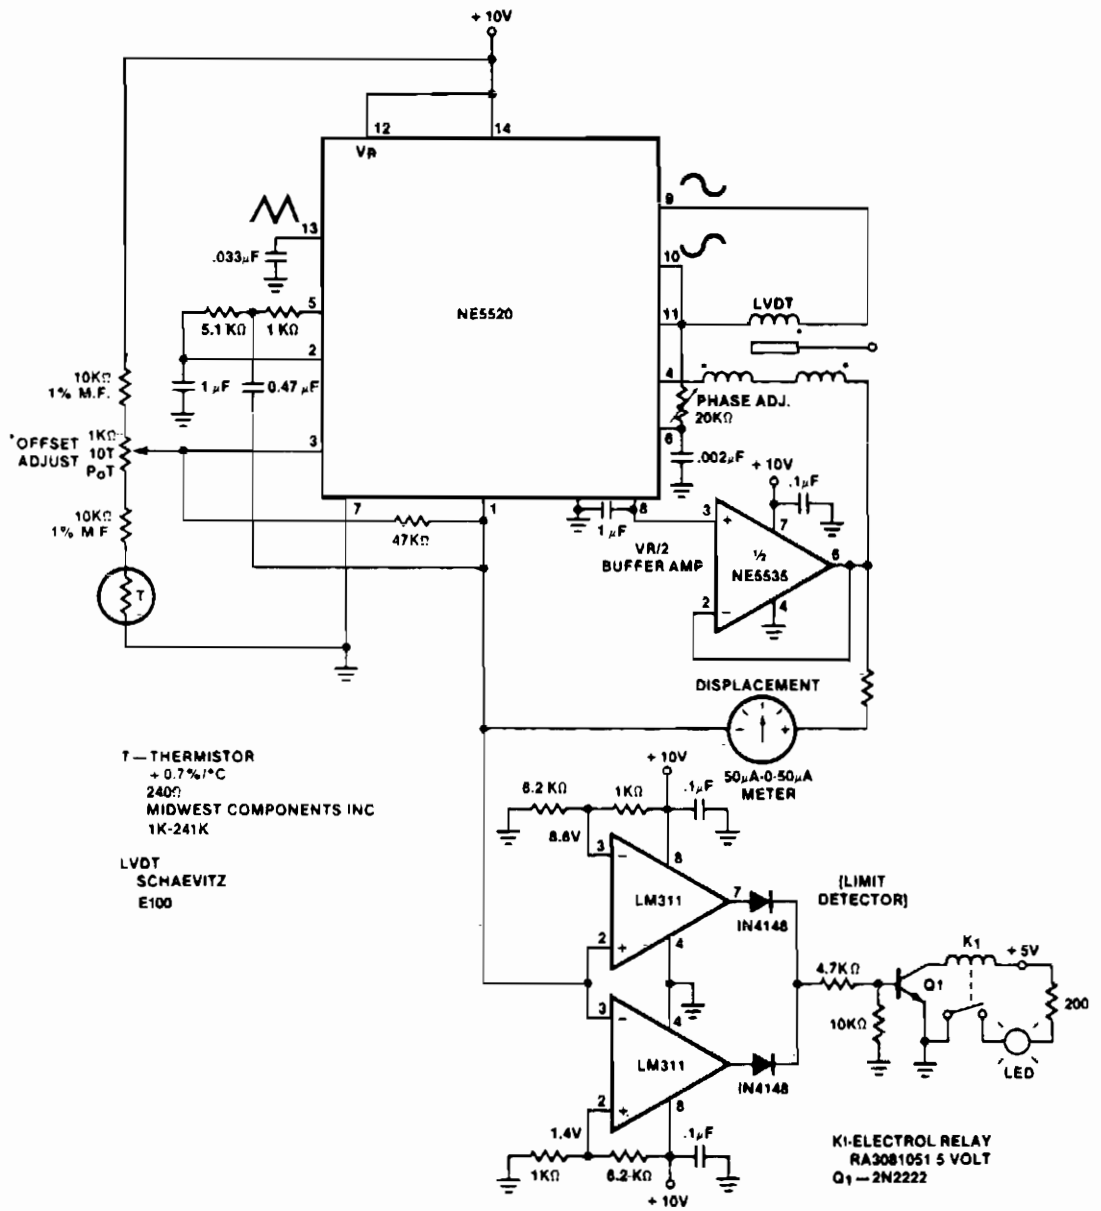 + 10V
12
14
VR
9
13
.033µF
10
NE5520
LVDT
5
11
5.1 KΩ
1 KΩ
2
4
10KΩ
1% M.F.
1 µF
0.47 µF
PHASE ADJ.
20KΩ
*OFFSET
ADJUST
1KΩ
10T
PoT
3
6
.002µF
+ 10V
.1µF
10KΩ
1% M F
7
1
8
1 µF
3
+
7
47KΩ
VR/2
BUFFER AMP
½
NE5535
6
2
−
4
T
DISPLACEMENT
− +
50µA-0-50µA
METER
T — THERMISTOR
+ 0.7%/°C
240Ω
MIDWEST COMPONENTS INC
1K-241K
LVDT
SCHAEVITZ
E100
+ 10V
6.2 KΩ
1KΩ
.1µF
8.6V
3
−
8
LM311
7
IN4148
(LIMIT
DETECTOR)
2
+
4
K1
+ 5V
4.7KΩ
Q1
200
10KΩ
LED
3
−
4
LM311
IN4148
2
+
8
1.4V
.1µF
1KΩ
6.2-KΩ
+ 10V
K1-ELECTROL RELAY
RA3081051 5 VOLT
Q1 — 2N2222